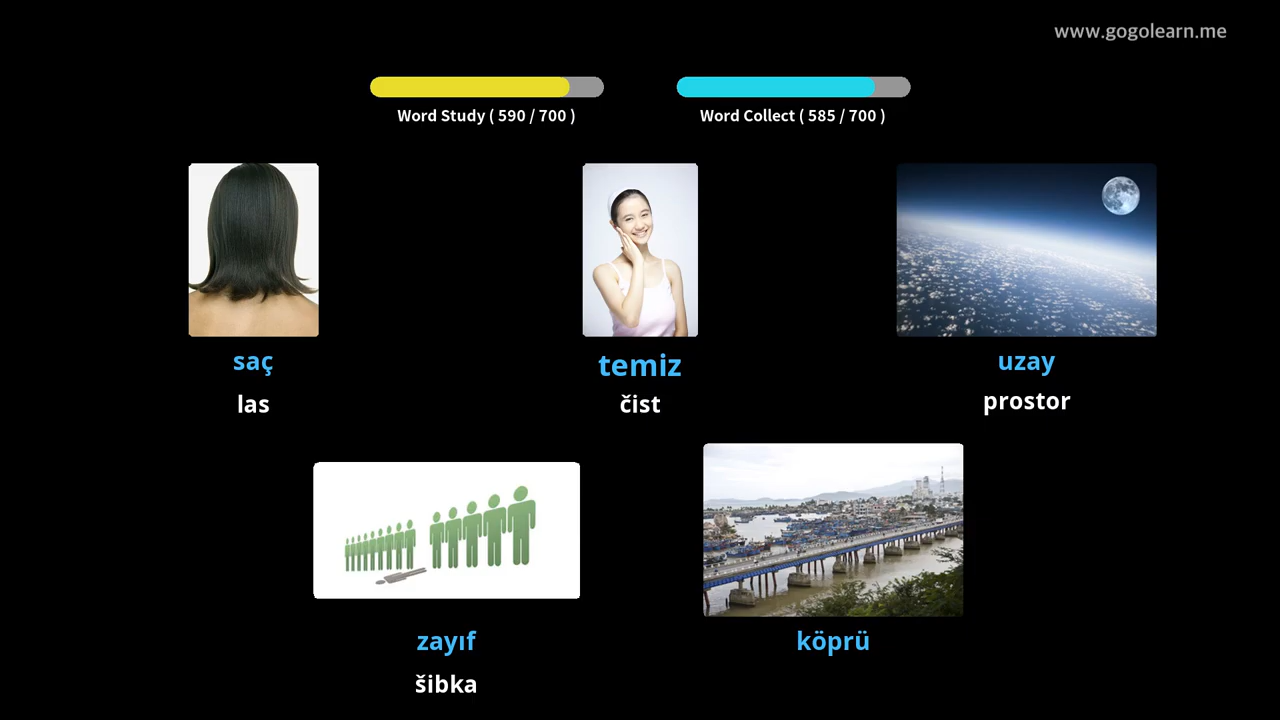 www.gogolearn.me
Word Study ( 590 / 700 )
Word Collect ( 585 / 700 )
saç
temiz
uzay
las
čist
prostor
zayıf
köprü
šibka